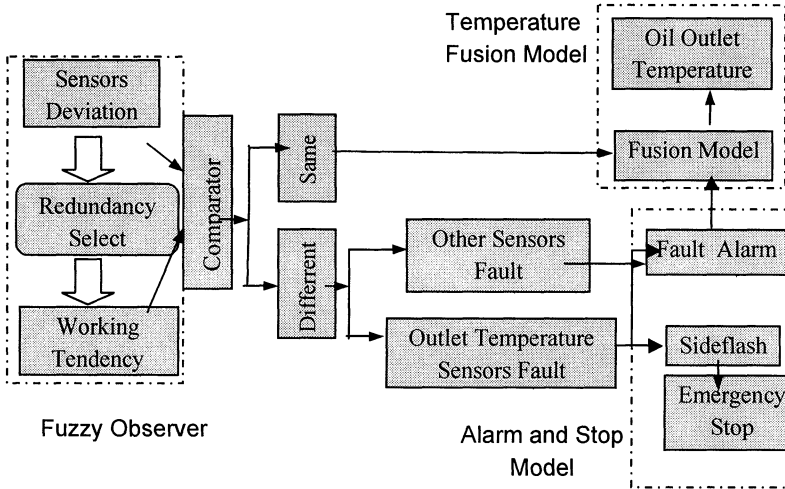 Temperature
Fusion Model
Oil Outlet
Temperature
Sensors
Deviation
Redundancy
Select
Working
Tendency
Fuzzy Observer
Comparator
Same
Differrent
Fusion Model
Other Sensors
Fault
Outlet Temperature
Sensors Fault
Fault Alarm
Sideflash
Emergency
Stop
Alarm and Stop
Model